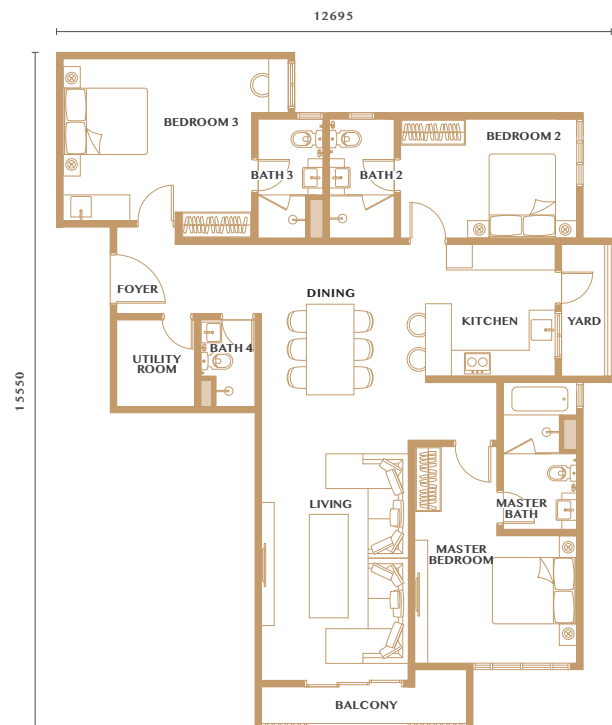 12695
BEDROOM 3
BEDROOM 2
BATH 3
BATH 2
FOYER
DINING
KITCHEN
YARD
UTILITY
ROOM
BATH 4
15550
LIVING
MASTER
BATH
MASTER
BEDROOM
BALCONY